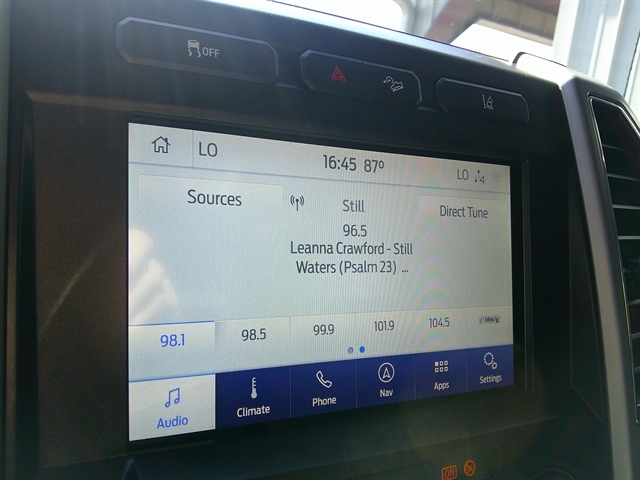 OFF
LO
16:45 87°
LO
Sources
Still
Direct Tune
96.5
Leanna Crawford - Still
Waters (Psalm 23) ...
98.1
98.5
99.9
101.9
104.5
Audio
Climate
Phone
Nav
Apps
Settings
ON